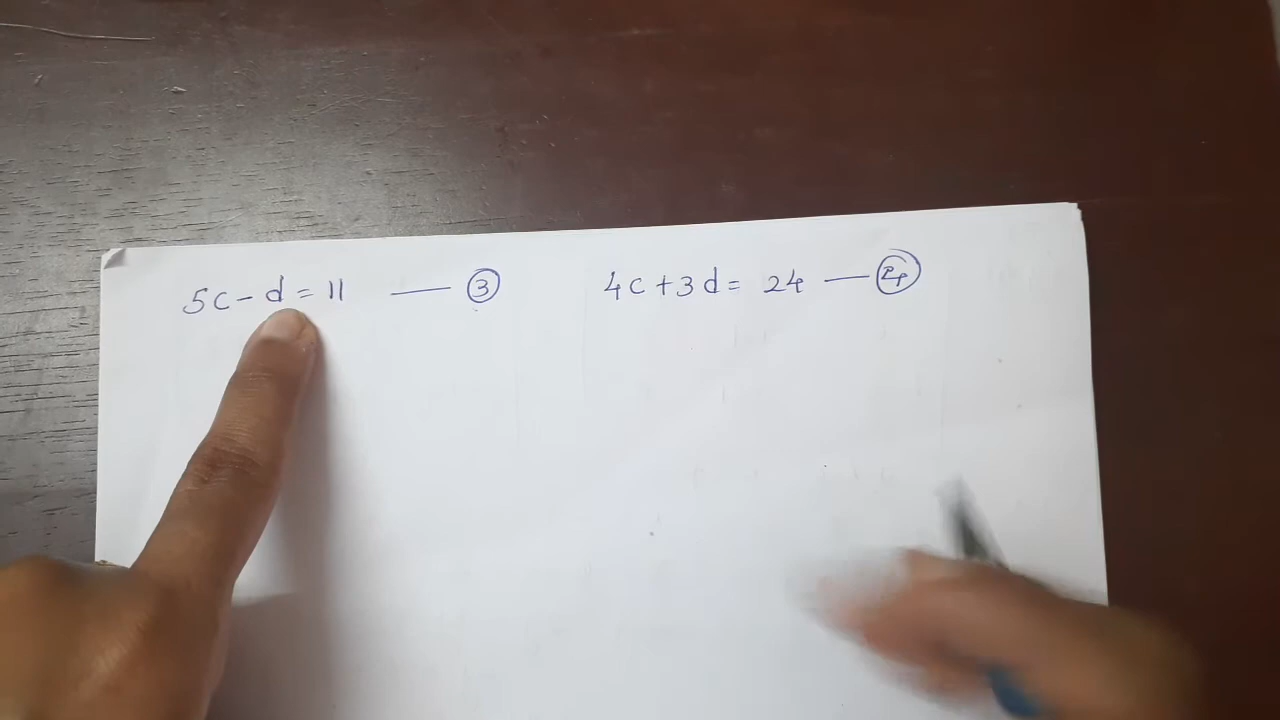 5c - d = 11 —— ③ 4c + 3d = 24 —— ④